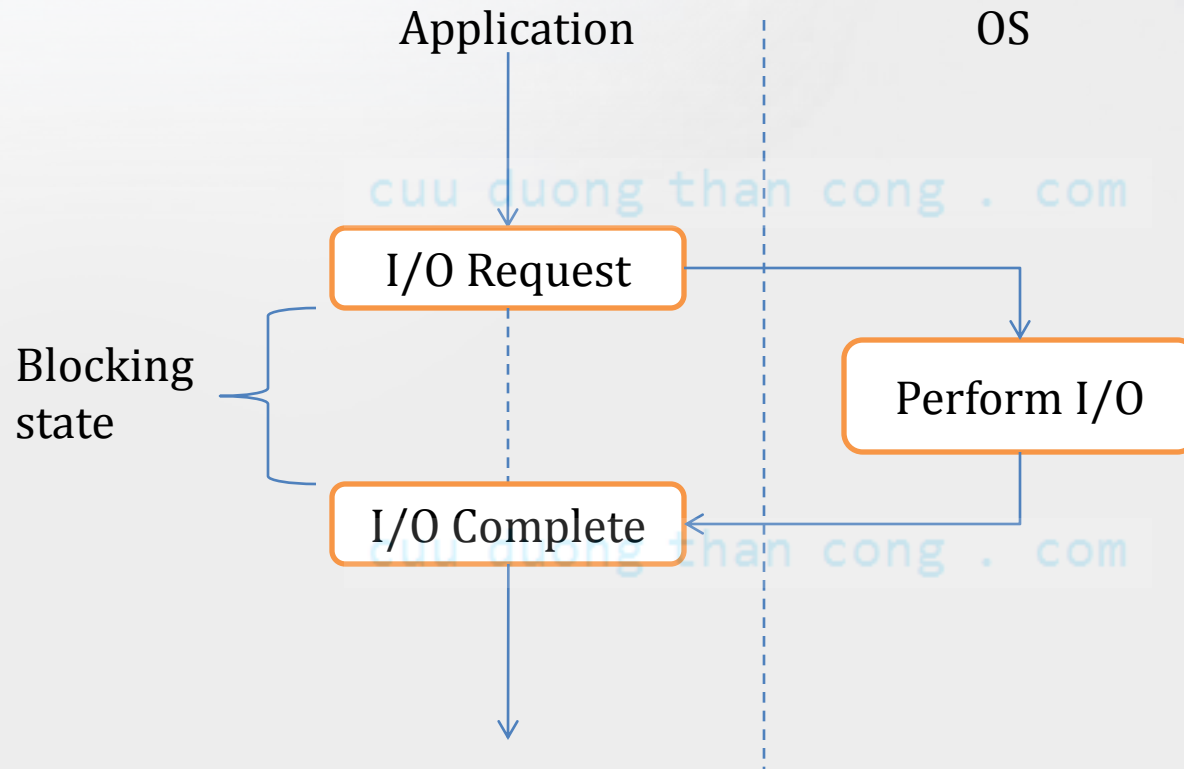 Application
OS
cuu duong than cong . com
I/O Request
Blocking
state
Perform I/O
I/O Complete
cuu duong than cong . com